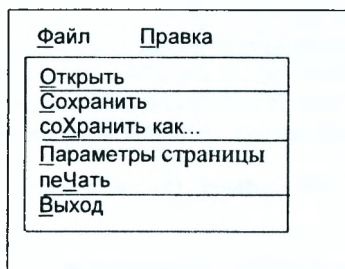 Файл Правка
Открыть
Сохранить
соХранить как...
Параметры страницы
пеЧать
Выход